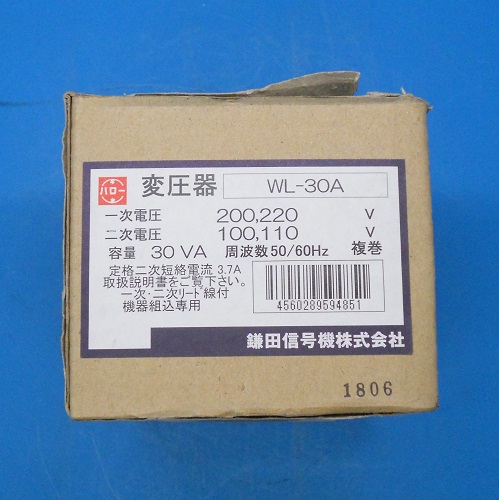 ハロー
変圧器 WL-30A
一次電圧 200,220 V
二次電圧 100,110 V
容量 30 VA 周波数 50/60Hz 複巻
定格二次短絡電流 3.7A
取扱説明書をご覧下さい。
一次・二次リード線付
機器組込専用
4560289594851
鎌田信号機株式会社
1806